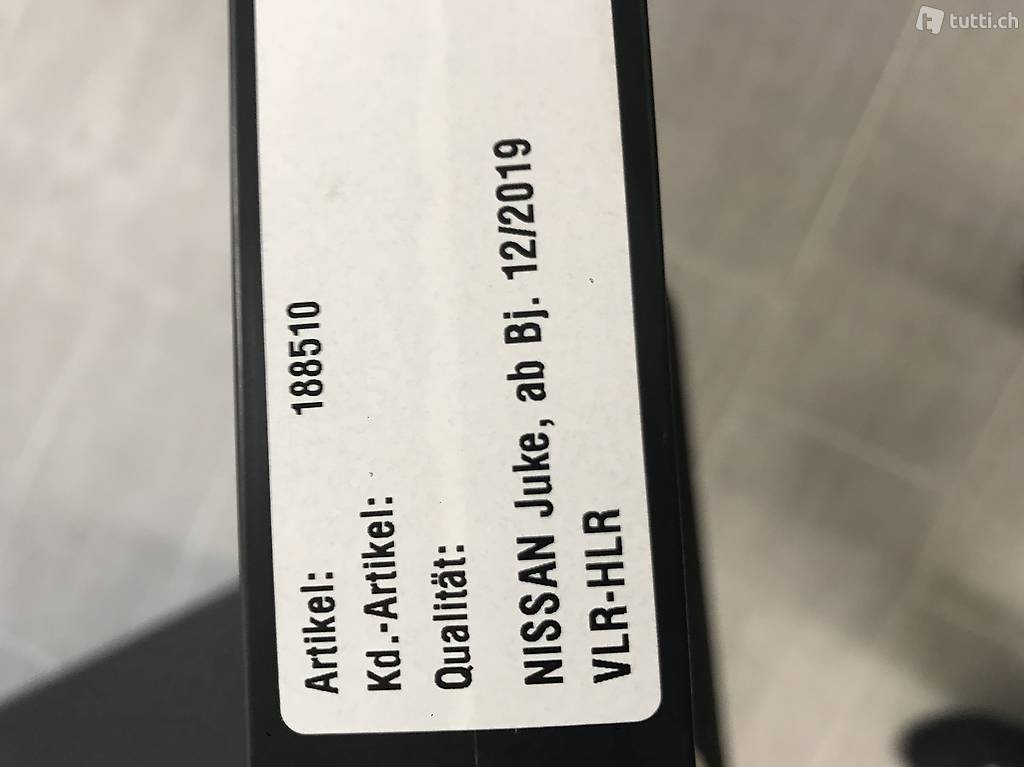 Artikel: 188510
Kd.-Artikel:
Qualität:
NISSAN Juke, ab Bj. 12/2019
VLR-HLR
tutti.ch